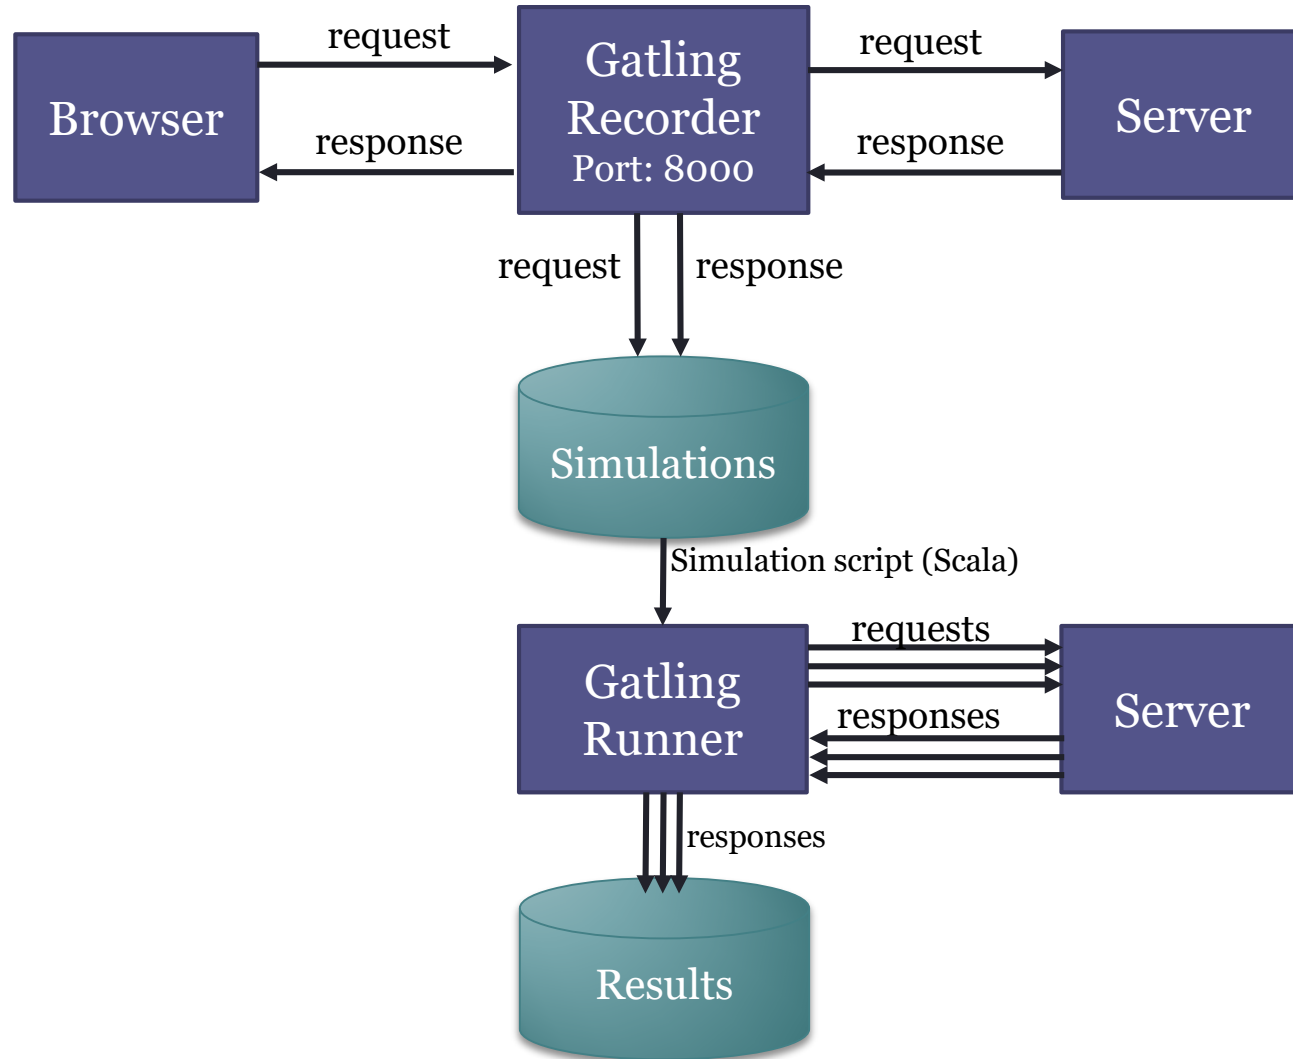 request
request
Browser
Gatling
Recorder
Port: 8000
Server
response
response
request
response
Simulations
Simulation script (Scala)
Gatling
Runner
requests
responses
Server
responses
Results